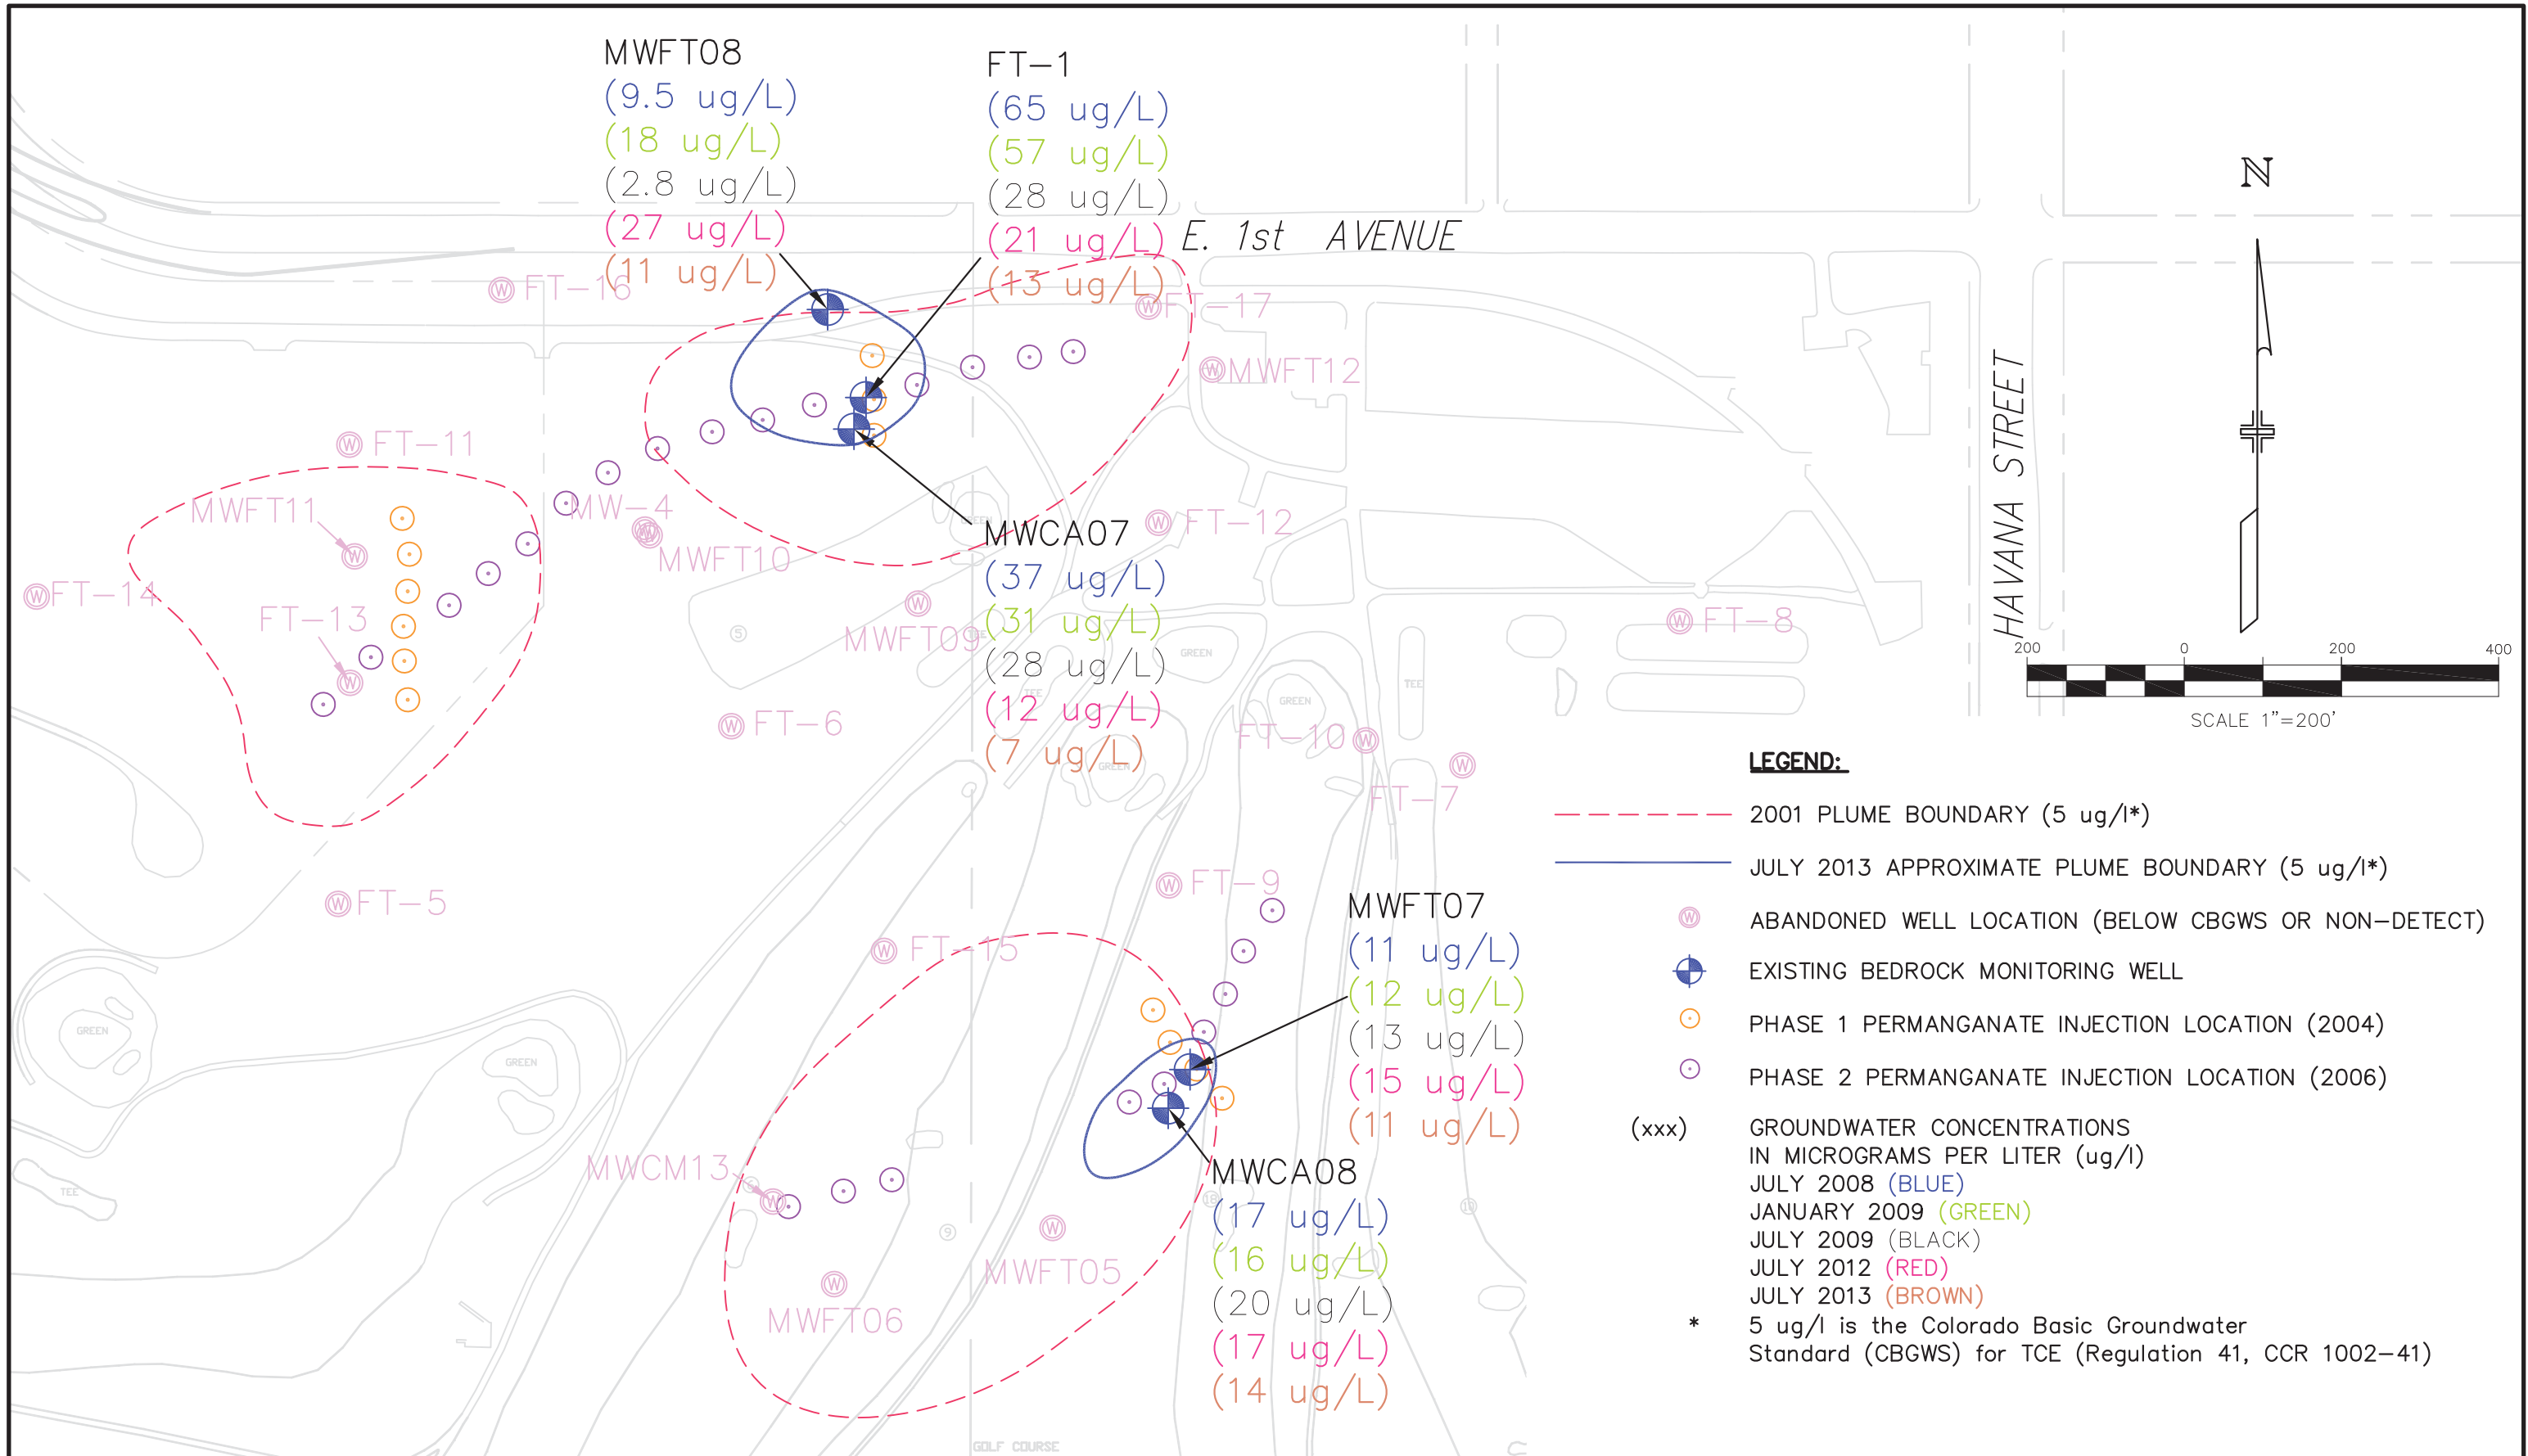 MWFT08
(9.5 ug/L)
(18 ug/L)
(2.8 ug/L)
(27 ug/L)
(11 ug/L)
FT-1
(65 ug/L)
(57 ug/L)
(28 ug/L)
(21 ug/L)
(13 ug/L)
E. 1st AVENUE
N
FT-16
FT-17
MWFT12
HAVANA STREET
FT-11
MWFT11
MW-4
MWFT10
FT-12
FT-14
FT-13
MWFT09
FT-8
GREEN
TEE
5
GREEN
TEE
GREEN
TEE
GREEN
MWCA07
(37 ug/L)
(31 ug/L)
(28 ug/L)
(12 ug/L)
(7 ug/L)
FT-6
FT-10
FT-7
FT-5
FT-9
FT-15
200 0 200 400
SCALE 1"=200'
LEGEND:
2001 PLUME BOUNDARY (5 ug/l*)
JULY 2013 APPROXIMATE PLUME BOUNDARY (5 ug/l*)
W ABANDONED WELL LOCATION (BELOW CBGWS OR NON-DETECT)
EXISTING BEDROCK MONITORING WELL
PHASE 1 PERMANGANATE INJECTION LOCATION (2004)
PHASE 2 PERMANGANATE INJECTION LOCATION (2006)
(xxx) GROUNDWATER CONCENTRATIONS
IN MICROGRAMS PER LITER (ug/l)
JULY 2008 (BLUE)
JANUARY 2009 (GREEN)
JULY 2009 (BLACK)
JULY 2012 (RED)
JULY 2013 (BROWN)
* 5 ug/l is the Colorado Basic Groundwater
Standard (CBGWS) for TCE (Regulation 41, CCR 1002-41)
MWFT07
(11 ug/L)
(12 ug/L)
(13 ug/L)
(15 ug/L)
(11 ug/L)
MWCA08
(17 ug/L)
(16 ug/L)
(20 ug/L)
(17 ug/L)
(14 ug/L)
GREEN
GREEN
TEE
MWCM13
MWFT05
MWFT06
9
18
GOLF COURSE